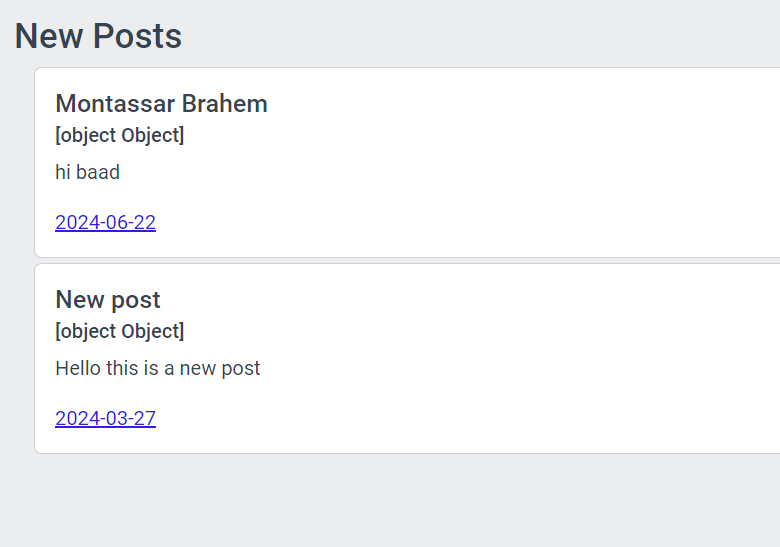 New Posts
Montassar Brahem
[object Object]
hi baad
2024-06-22
New post
[object Object]
Hello this is a new post
2024-03-27